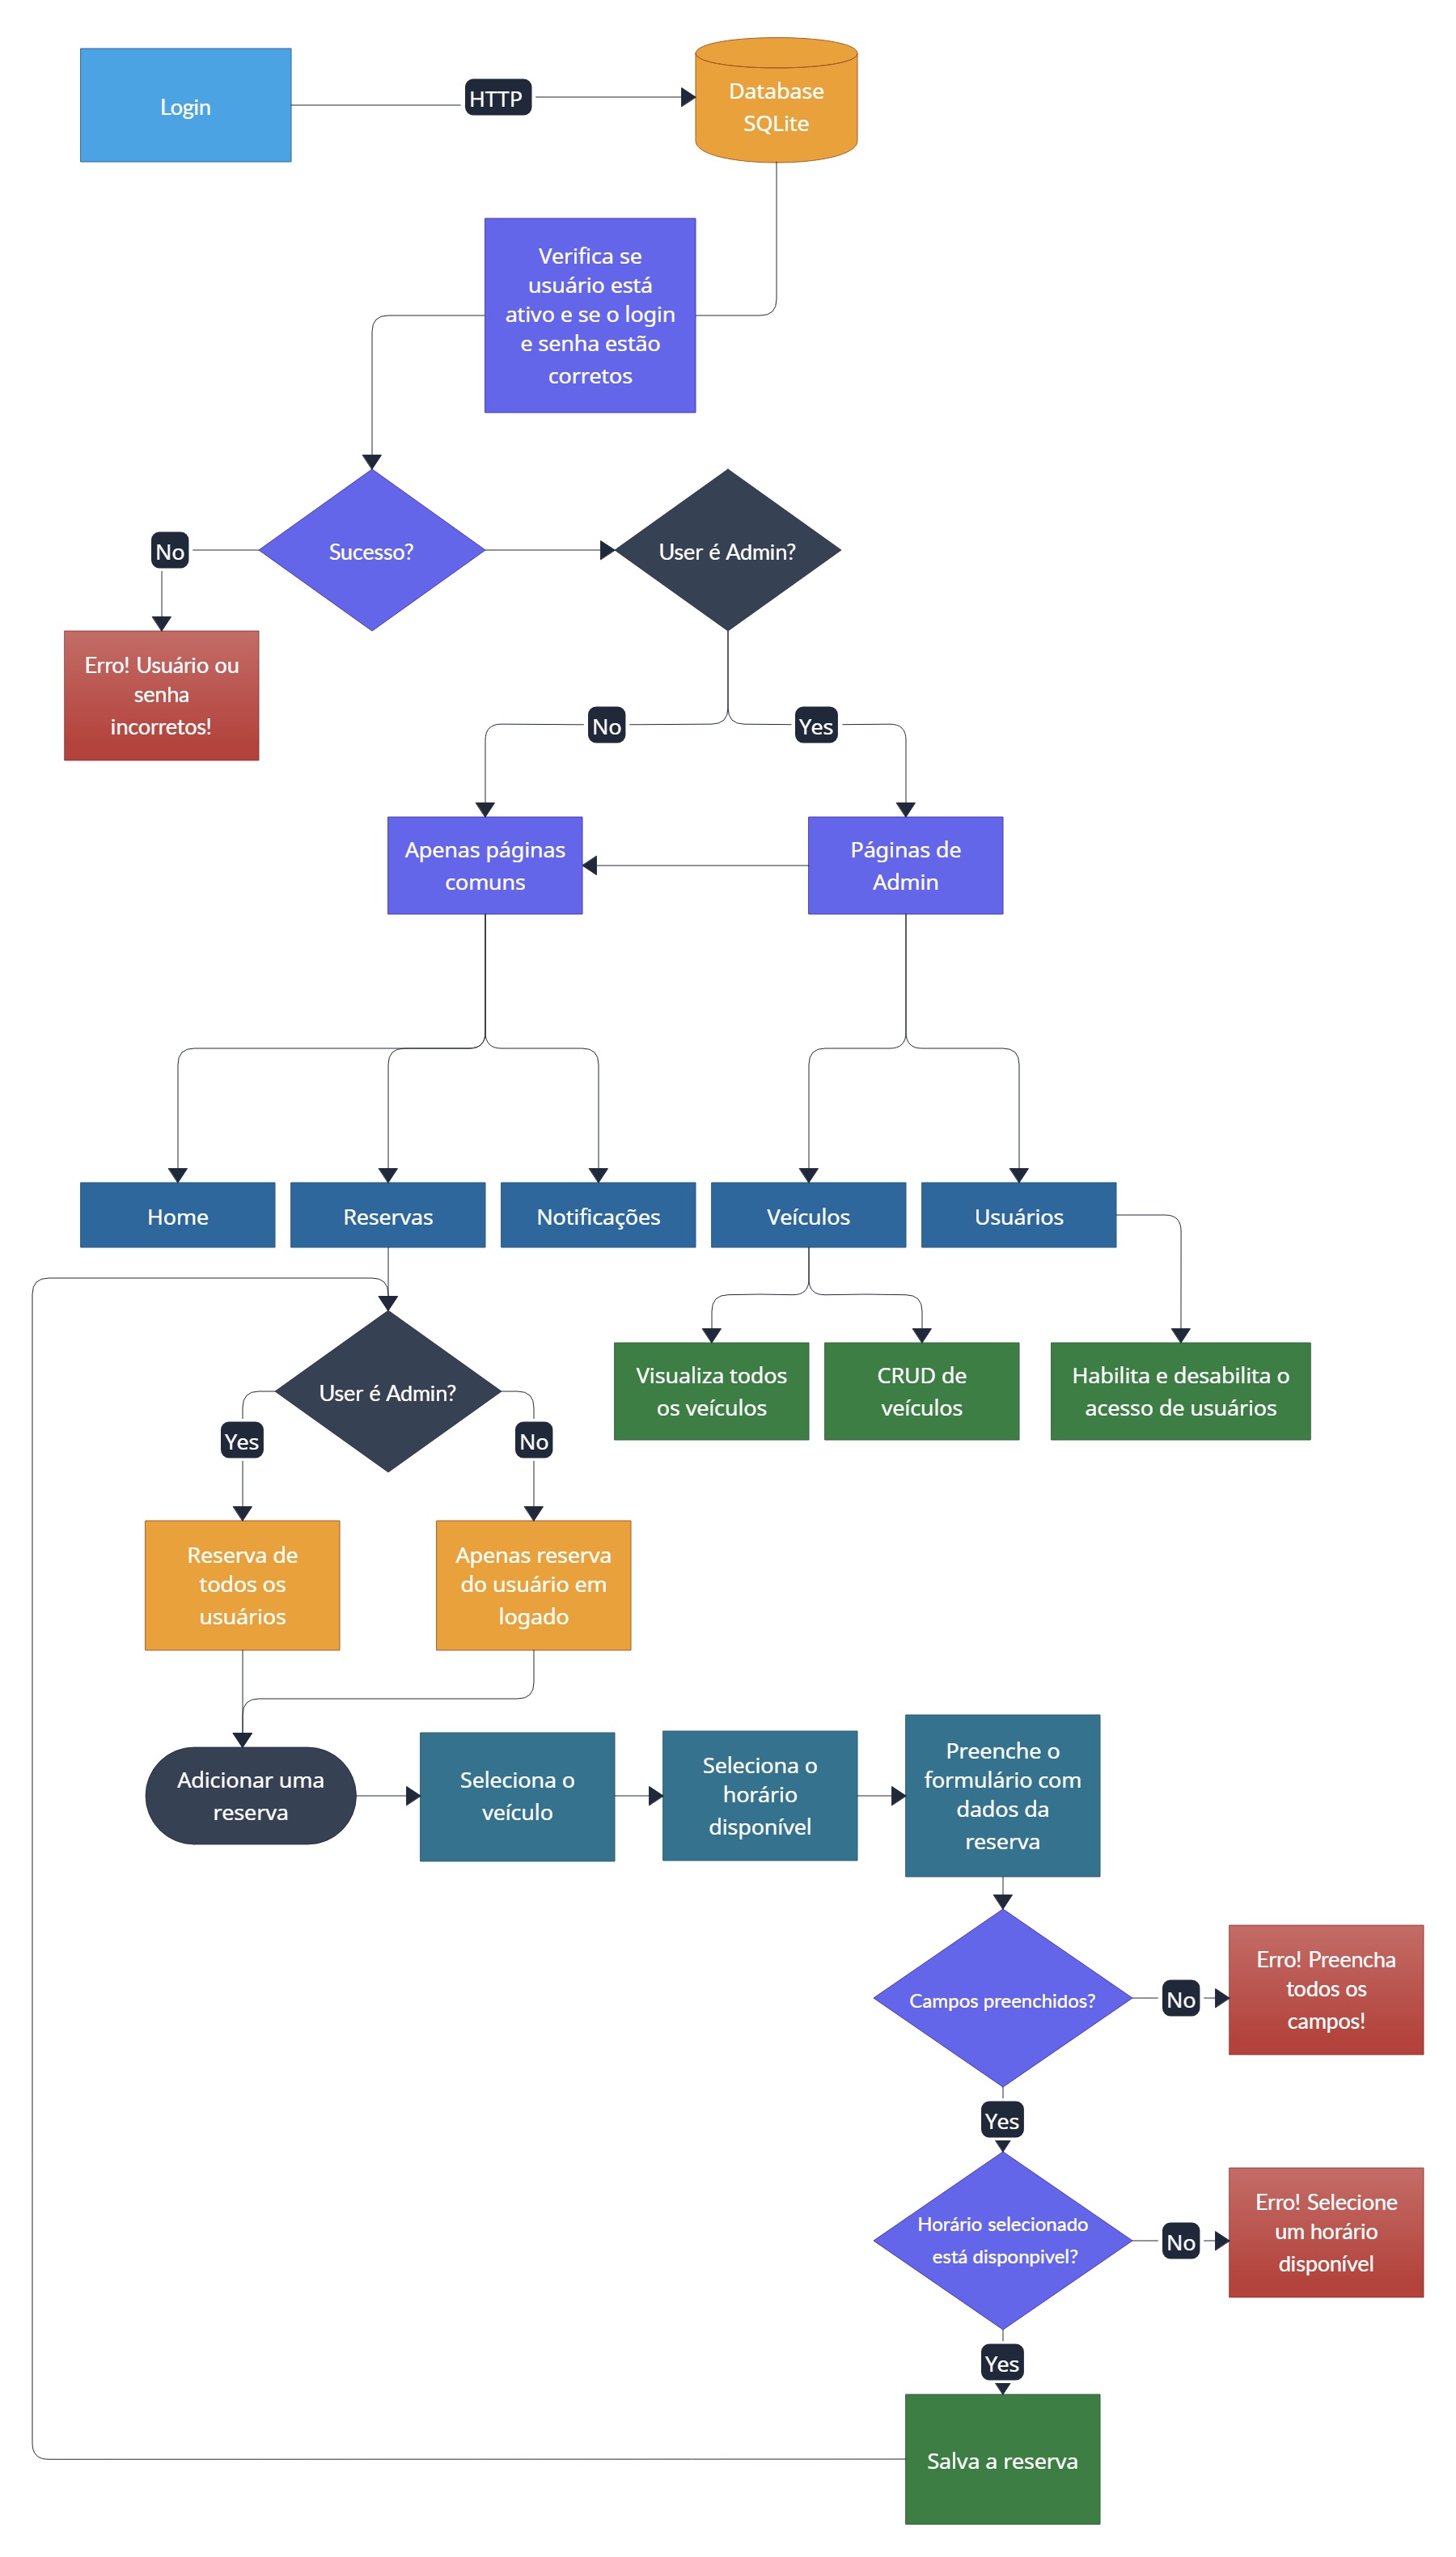 Login
HTTP
Database
SQLite
Verifica se
usuário está
ativo e se o login
e senha estão
corretos
Sucesso?
User é Admin?
No
Erro! Usuário ou
senha
incorretos!
No
Yes
Apenas páginas
comuns
Páginas de
Admin
Home
Reservas
Notificações
Veículos
Usuários
Visualiza todos
os veículos
CRUD de
veículos
Habilita e desabilita o
acesso de usuários
User é Admin?
Yes
No
Reserva de
todos os
usuários
Apenas reserva
do usuário em
logado
Adicionar uma
reserva
Seleciona o
veículo
Seleciona o
horário
disponível
Preenche o
formulário com
dados da
reserva
Campos preenchidos?
No
Erro! Preencha
todos os
campos!
Yes
Horário selecionado
está disponpivel?
No
Erro! Selecione
um horário
disponível
Yes
Salva a reserva